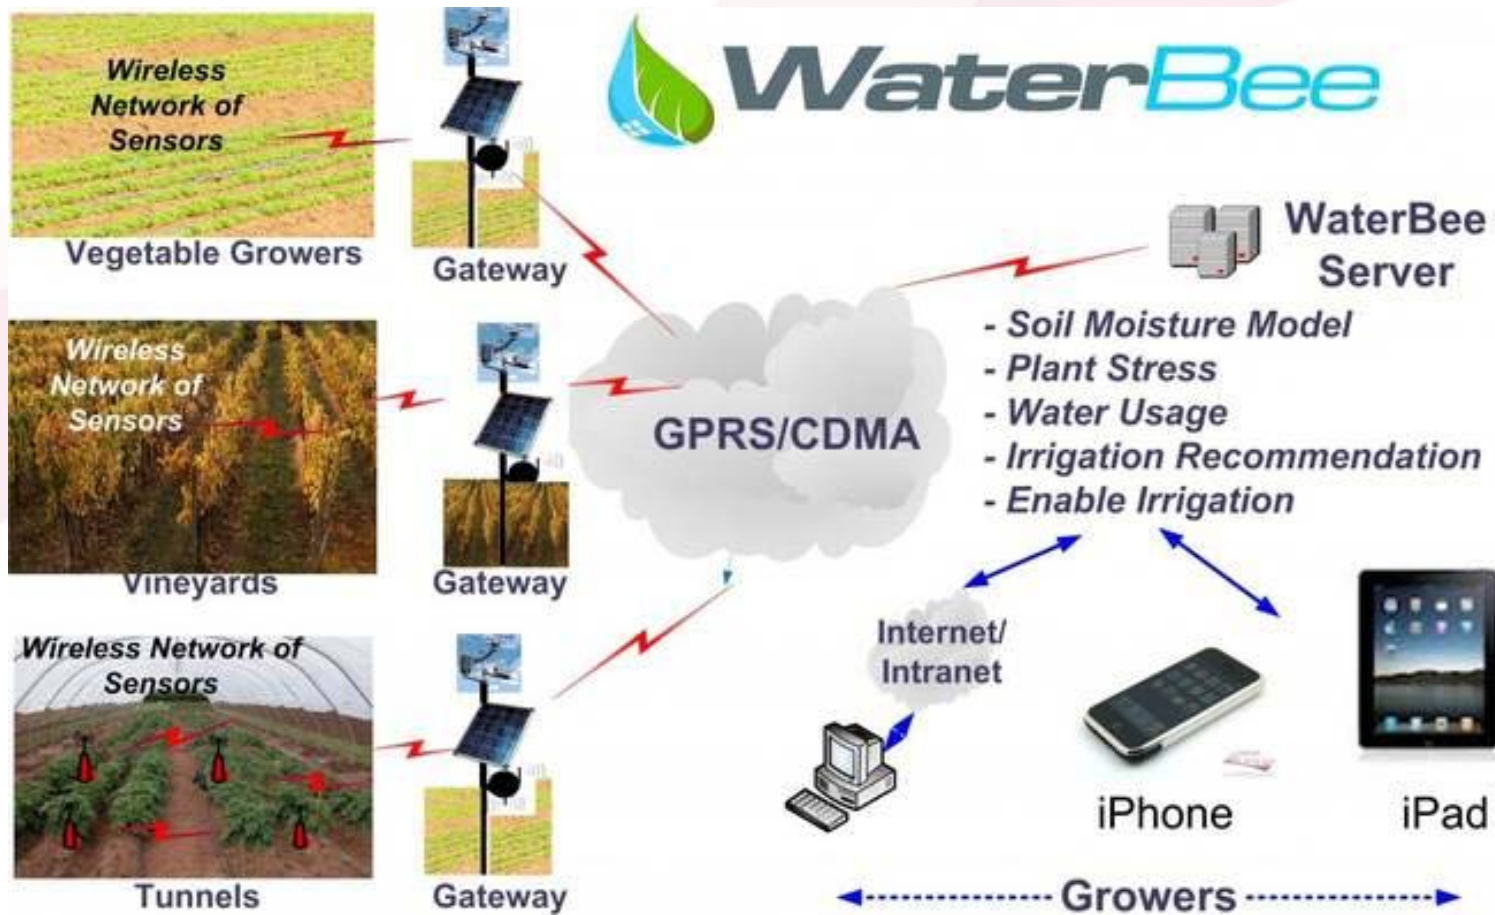 Wireless
Network of
Sensors
Vegetable Growers
Gateway
WaterBee
WaterBee
Server
Wireless
Network of
Sensors
Vineyards
Gateway
GPRS/CDMA
- Soil Moisture Model
- Plant Stress
- Water Usage
- Irrigation Recommendation
- Enable Irrigation
Wireless Network of
Sensors
Tunnels
Gateway
Internet/
Intranet
iPhone
iPad
Growers